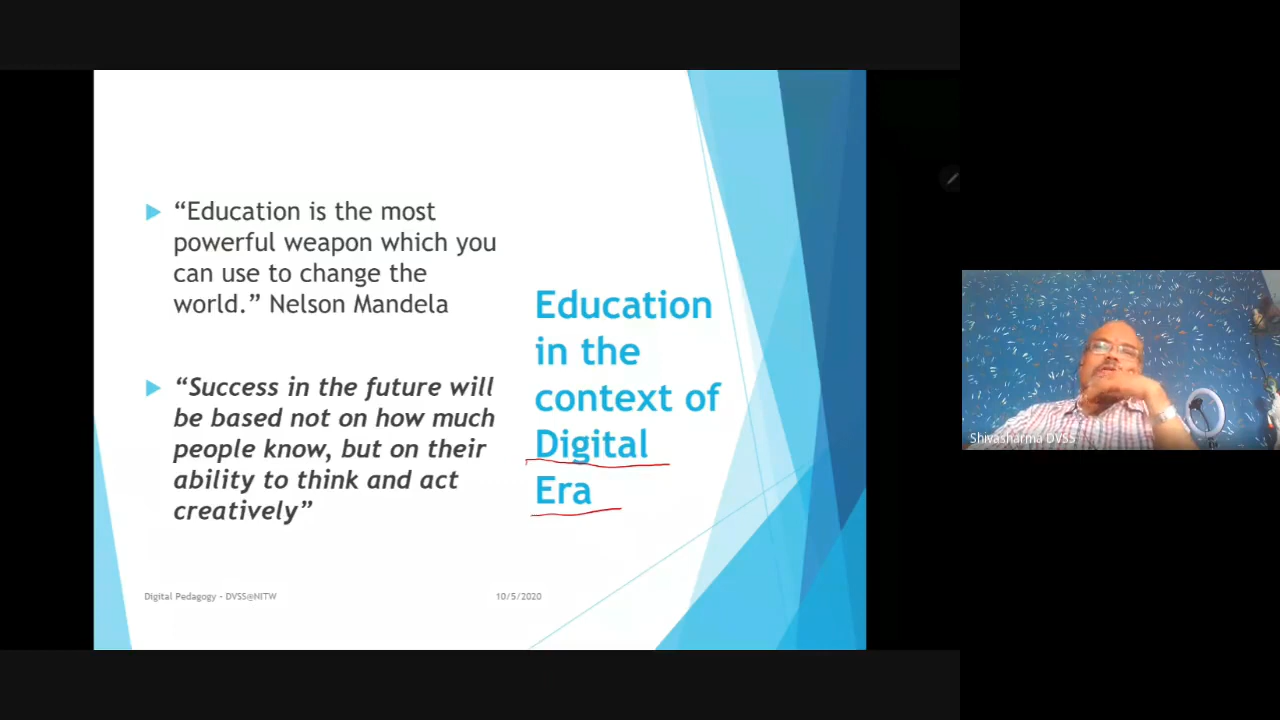 “Education is the most
powerful weapon which you
can use to change the
world.” Nelson Mandela
“Success in the future will
be based not on how much
people know, but on their
ability to think and act
creatively”
Education
in the
context of
Digital
Era
Digital Pedagogy - DVSS@NITW
10/5/2020
Shivasharma DVSS